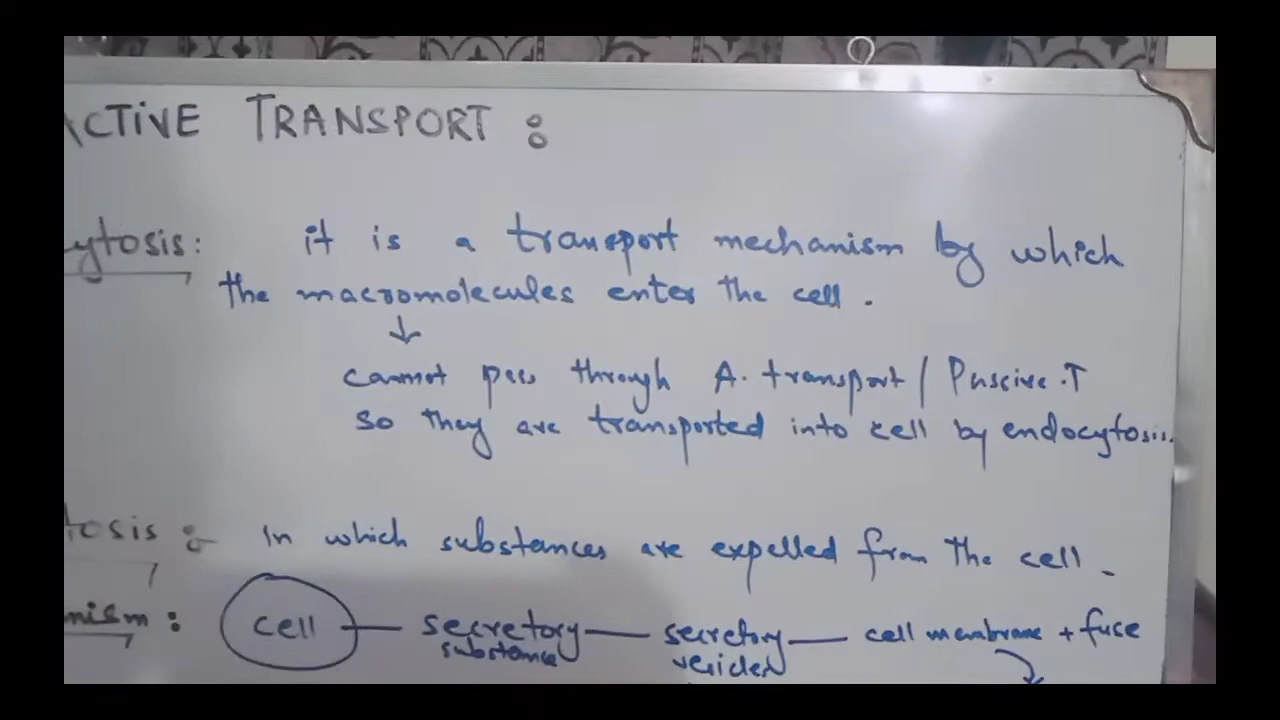 ACTIVE TRANSPORT :
ytosis: it is a transport mechanism by which
the macromolecules enter the cell .
↓
cannot pass through A. transport / Passive .T
so they are transported into cell by endocytosis.
tosis :- In which substances are expelled from the cell .
nism : cell — secretory substance — secretory vesicles — cell membrane + fuse